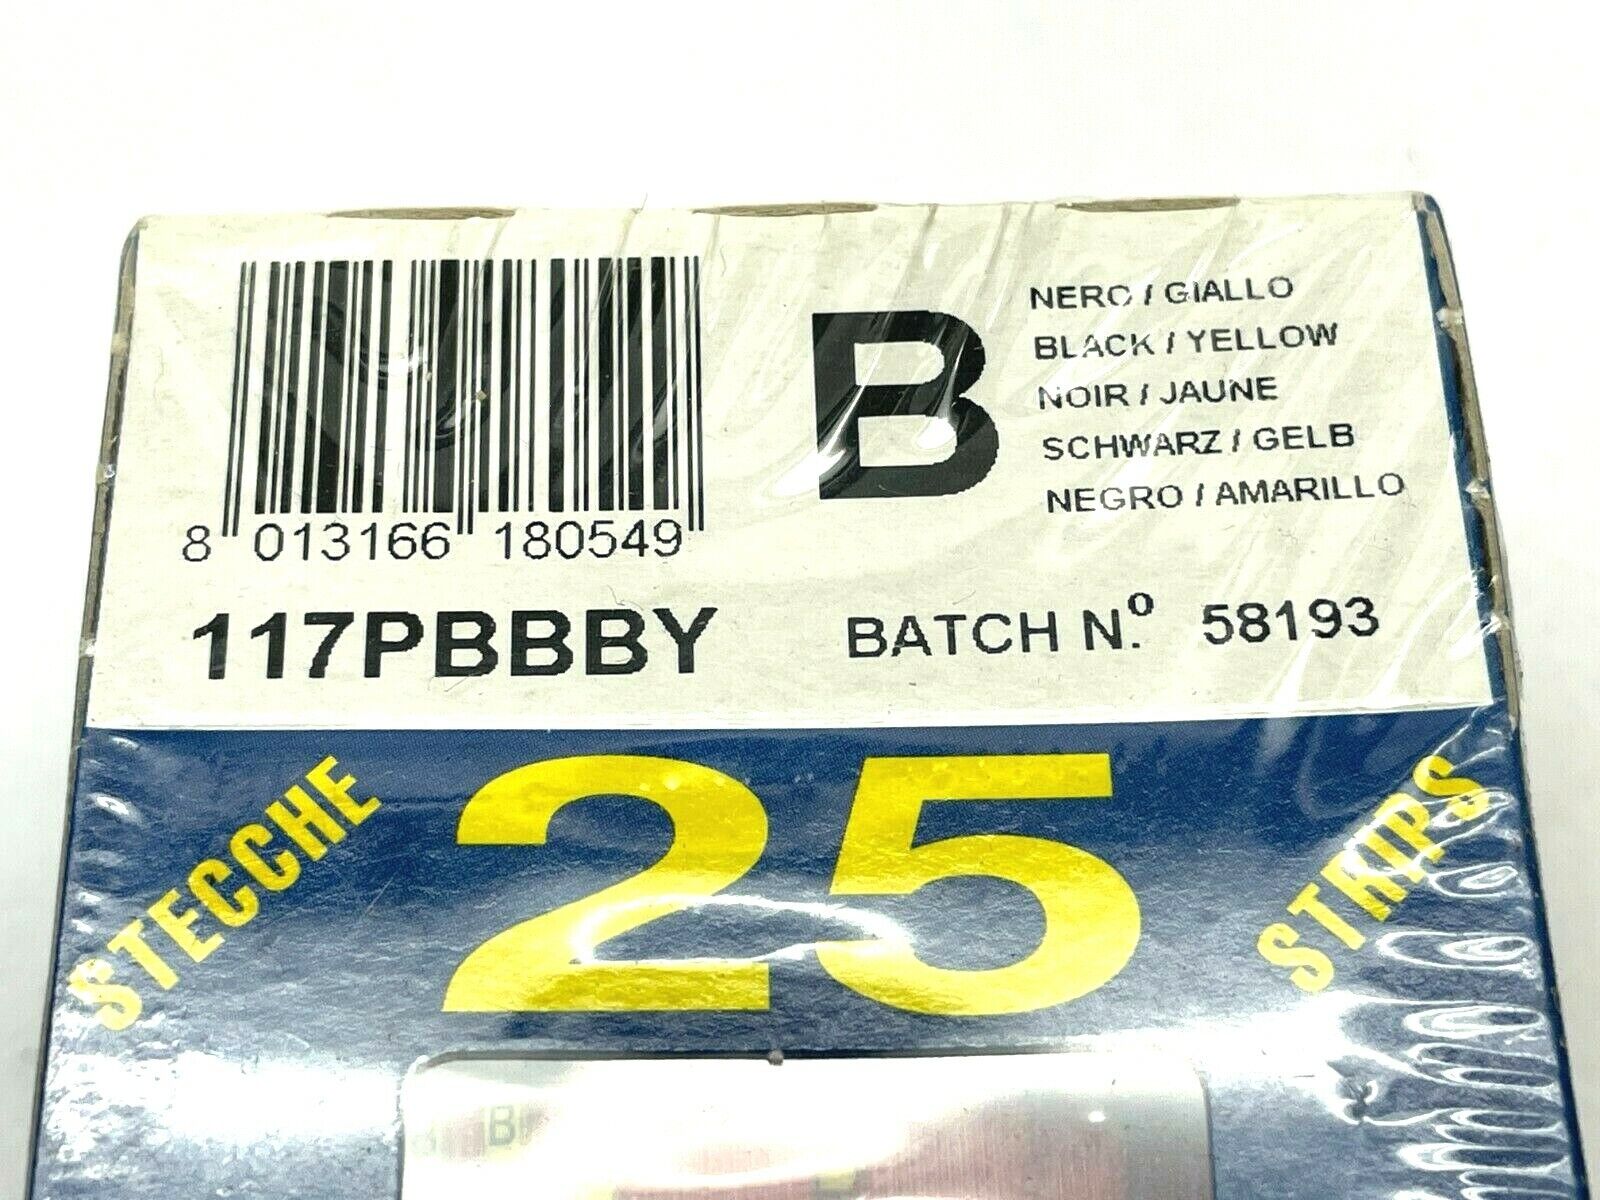 NERO / GIALLO
BLACK / YELLOW
B
NOIR / JAUNE
SCHWARZ / GELB
NEGRO / AMARILLO
8 013166 180549
117PBBBY
BATCH N.º 58193
STECCHE
25
STRIPS
B